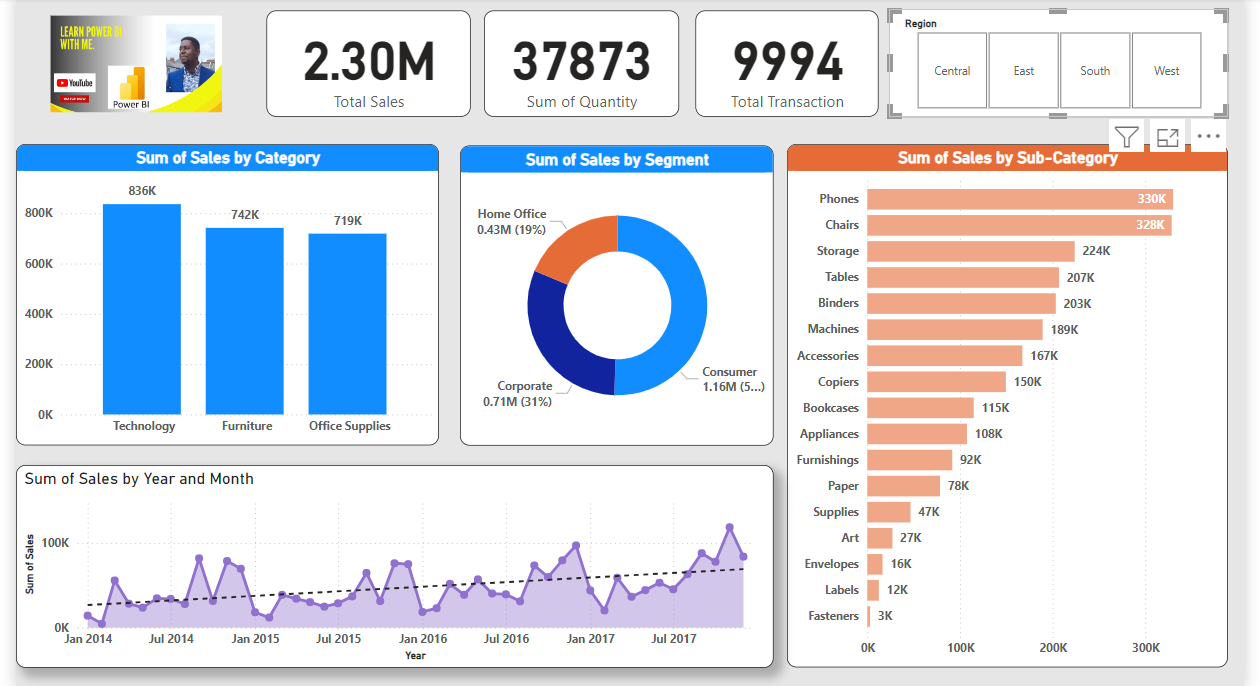 LEARN POWER BI
WITH ME.
YouTube
Power BI
2.30M
Total Sales
37873
Sum of Quantity
9994
Total Transaction
Region
Central
East
South
West
Sum of Sales by Category
836K
742K
719K
800K
600K
400K
200K
0K
Technology
Furniture
Office Supplies
Sum of Sales by Segment
Home Office
0.43M (19%)
Consumer
1.16M (5...)
Corporate
0.71M (31%)
Sum of Sales by Sub-Category
Phones 330K
Chairs 328K
Storage 224K
Tables 207K
Binders 203K
Machines 189K
Accessories 167K
Copiers 150K
Bookcases 115K
Appliances 108K
Furnishings 92K
Paper 78K
Supplies 47K
Art 27K
Envelopes 16K
Labels 12K
Fasteners 3K
0K 100K 200K 300K
Sum of Sales by Year and Month
Sum of Sales
100K
0K
Jan 2014 Jul 2014 Jan 2015 Jul 2015 Jan 2016 Jul 2016 Jan 2017 Jul 2017
Year